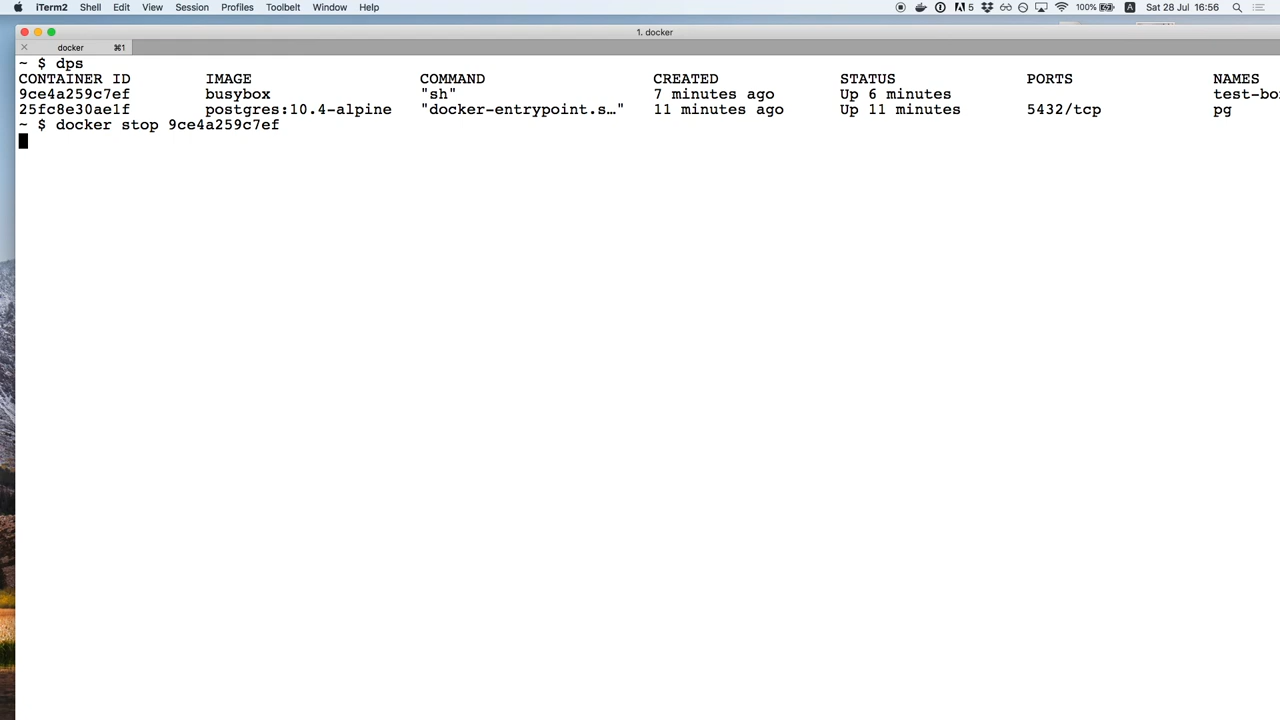 iTerm2 Shell Edit View Session Profiles Toolbelt Window Help 5 100% A Sat 28 Jul 16:56
1. docker
docker ⌘1
~ $ dps
CONTAINER ID IMAGE COMMAND CREATED STATUS PORTS NAMES
9ce4a259c7ef busybox "sh" 7 minutes ago Up 6 minutes test-bo
25fc8e30ae1f postgres:10.4-alpine "docker-entrypoint.s…" 11 minutes ago Up 11 minutes 5432/tcp pg
~ $ docker stop 9ce4a259c7ef